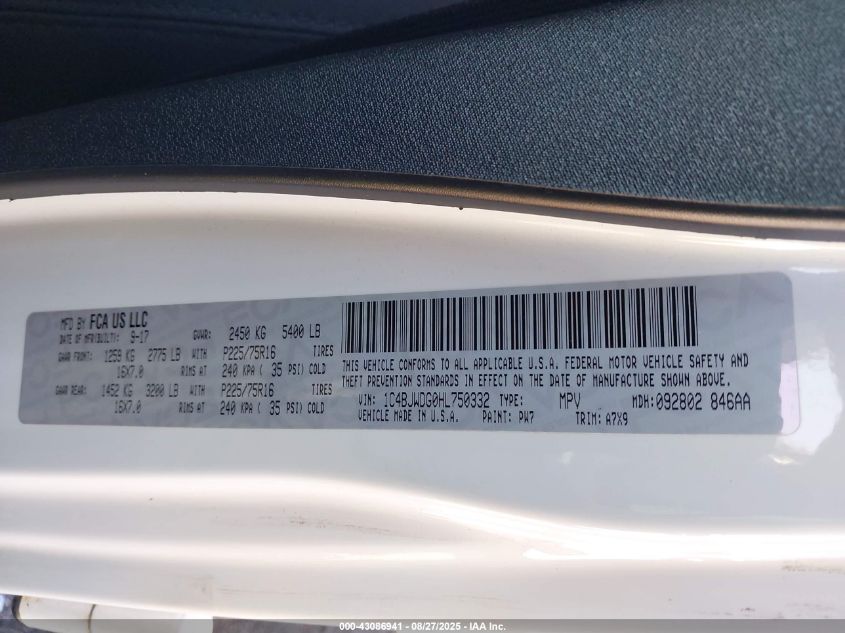 MFD BY FCA US LLC
DATE OF MFR(BUILT): 9-17 GVWR: 2450 KG 5400 LB
GAWR FRONT: 1259 KG 2775 LB WITH P225/75R16 TIRES
16X7.0 RIMS AT 240 KPA ( 35 PSI) COLD
GAWR REAR: 1452 KG 3200 LB WITH P225/75R16 TIRES
16X7.0 RIMS AT 240 KPA ( 35 PSI) COLD
THIS VEHICLE CONFORMS TO ALL APPLICABLE U.S.A. FEDERAL MOTOR VEHICLE SAFETY AND
THEFT PREVENTION STANDARDS IN EFFECT ON THE DATE OF MANUFACTURE SHOWN ABOVE.
VIN: 1C4BJWDG0HL750332 TYPE: MPV MDH: 092802 846AA
VEHICLE MADE IN U.S.A. PAINT: PW7 TRIM: A7X9
000-43086941 - 08/27/2025 - IAA Inc.